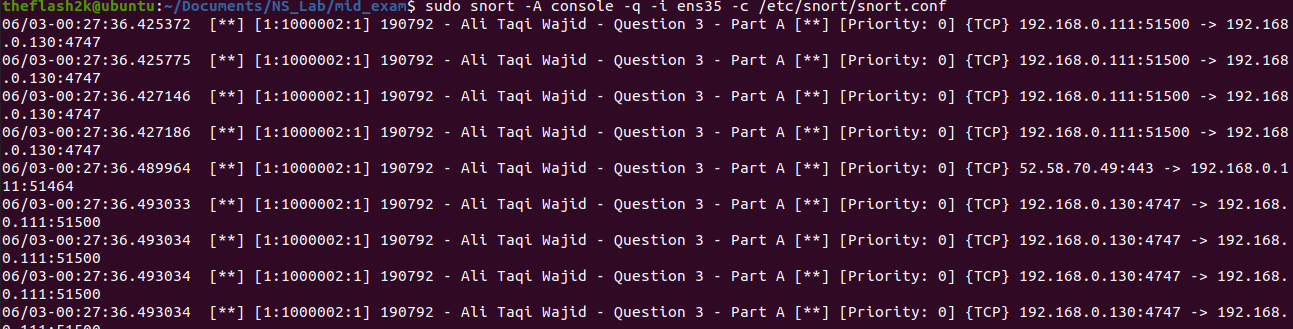 theflash2k@ubuntu:~/Documents/NS_Lab/mid_exam$ sudo snort -A console -q -i ens35 -c /etc/snort/snort.conf
06/03-00:27:36.425372  [**] [1:1000002:1] 190792 - Ali Taqi Wajid - Question 3 - Part A [**] [Priority: 0] {TCP} 192.168.0.111:51500 -> 192.168
.0.130:4747
06/03-00:27:36.425775  [**] [1:1000002:1] 190792 - Ali Taqi Wajid - Question 3 - Part A [**] [Priority: 0] {TCP} 192.168.0.111:51500 -> 192.168
.0.130:4747
06/03-00:27:36.427146  [**] [1:1000002:1] 190792 - Ali Taqi Wajid - Question 3 - Part A [**] [Priority: 0] {TCP} 192.168.0.111:51500 -> 192.168
.0.130:4747
06/03-00:27:36.427186  [**] [1:1000002:1] 190792 - Ali Taqi Wajid - Question 3 - Part A [**] [Priority: 0] {TCP} 192.168.0.111:51500 -> 192.168
.0.130:4747
06/03-00:27:36.489964  [**] [1:1000002:1] 190792 - Ali Taqi Wajid - Question 3 - Part A [**] [Priority: 0] {TCP} 52.58.70.49:443 -> 192.168.0.1
11:51464
06/03-00:27:36.493033  [**] [1:1000002:1] 190792 - Ali Taqi Wajid - Question 3 - Part A [**] [Priority: 0] {TCP} 192.168.0.130:4747 -> 192.168.
0.111:51500
06/03-00:27:36.493034  [**] [1:1000002:1] 190792 - Ali Taqi Wajid - Question 3 - Part A [**] [Priority: 0] {TCP} 192.168.0.130:4747 -> 192.168.
0.111:51500
06/03-00:27:36.493034  [**] [1:1000002:1] 190792 - Ali Taqi Wajid - Question 3 - Part A [**] [Priority: 0] {TCP} 192.168.0.130:4747 -> 192.168.
0.111:51500
06/03-00:27:36.493034  [**] [1:1000002:1] 190792 - Ali Taqi Wajid - Question 3 - Part A [**] [Priority: 0] {TCP} 192.168.0.130:4747 -> 192.168.
0.111:51500